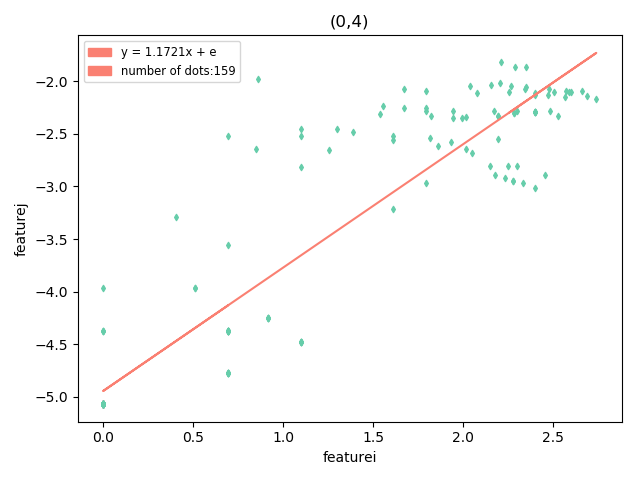 (0,4)
y = 1.1721x + e
number of dots:159
−2.0
−2.5
−3.0
−3.5
−4.0
−4.5
−5.0
featurej
0.0 0.5 1.0 1.5 2.0 2.5
featurei